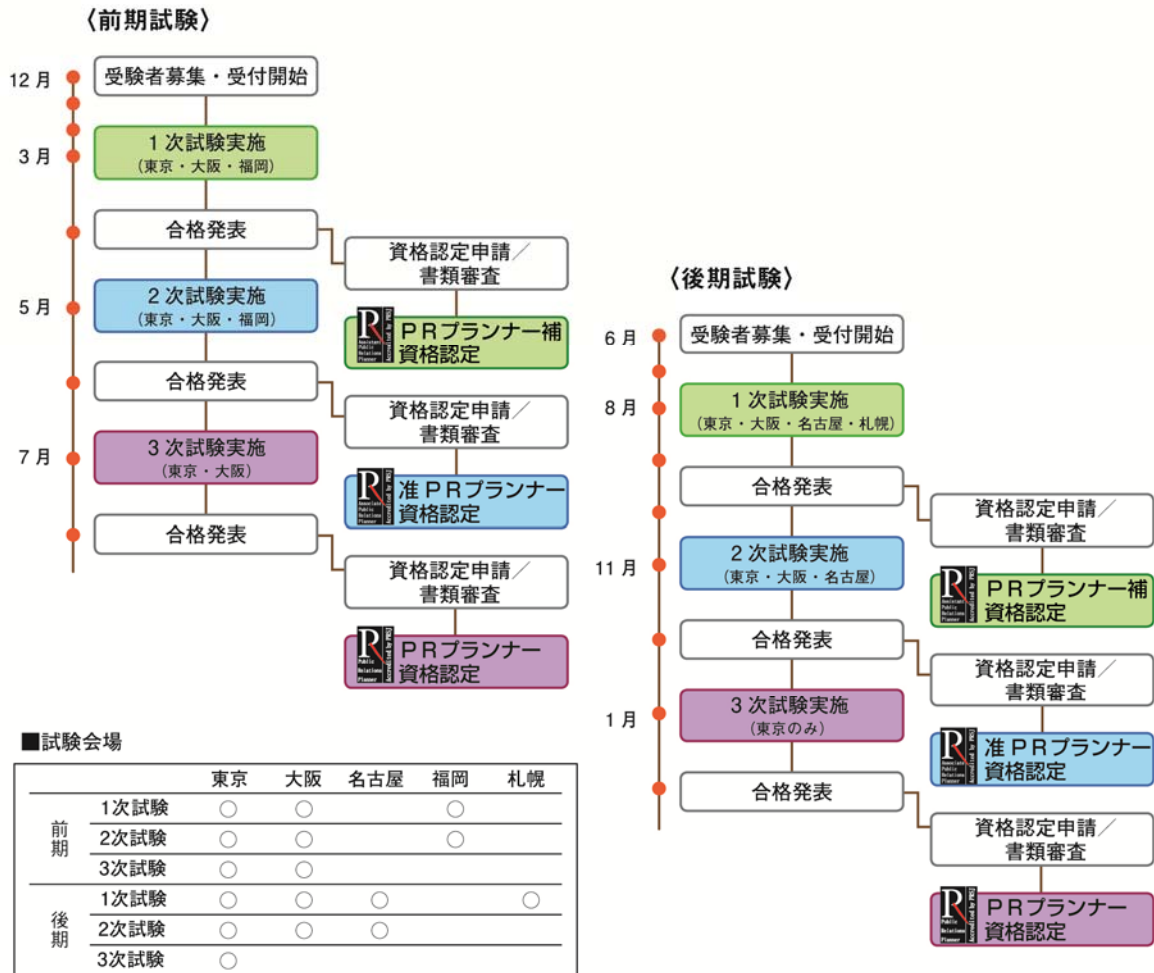 〈前期試験〉
12月
受験者募集・受付開始
3月
1次試験実施
(東京・大阪・福岡)
合格発表
資格認定申請／
書類審査
PRプランナー補
資格認定
5月
2次試験実施
(東京・大阪・福岡)
合格発表
資格認定申請／
書類審査
准PRプランナー
資格認定
7月
3次試験実施
(東京・大阪)
合格発表
資格認定申請／
書類審査
PRプランナー
資格認定
〈後期試験〉
6月
受験者募集・受付開始
8月
1次試験実施
(東京・大阪・名古屋・札幌)
合格発表
資格認定申請／
書類審査
PRプランナー補
資格認定
11月
2次試験実施
(東京・大阪・名古屋)
合格発表
資格認定申請／
書類審査
准PRプランナー
資格認定
1月
3次試験実施
(東京のみ)
合格発表
資格認定申請／
書類審査
PRプランナー
資格認定
■試験会場
東京 大阪 名古屋 福岡 札幌
前期
1次試験 ○ ○ ○
2次試験 ○ ○ ○
3次試験 ○ ○
後期
1次試験 ○ ○ ○ ○
2次試験 ○ ○ ○
3次試験 ○